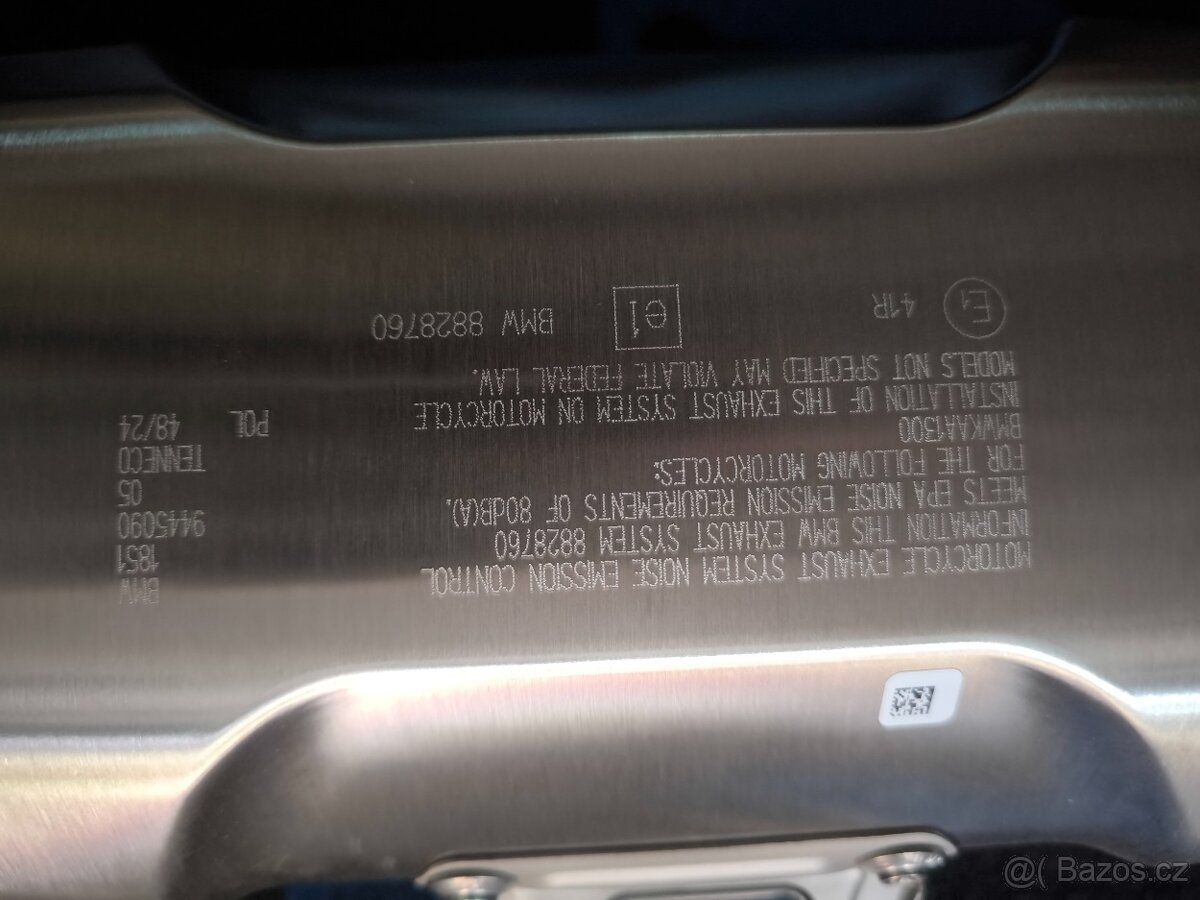 MOTORCYCLE EXHAUST SYSTEM NOISE EMISSION CONTROL
INFORMATION THIS BMW EXHAUST SYSTEM 8828760
MEETS EPA NOISE EMISSION REQUIREMENTS OF 80dB(A).
FOR THE FOLLOWING MOTORCYCLES:
BMWKAA1300
INSTALLATION OF THIS EXHAUST SYSTEM ON MOTORCYCLE
MODELS NOT SPECIFIED MAY VIOLATE FEDERAL LAW.
E1 41R e1 BMW 8828760
BMW
1851
9445090
05
TENNECO
POL 48/24
@( Bazos.cz